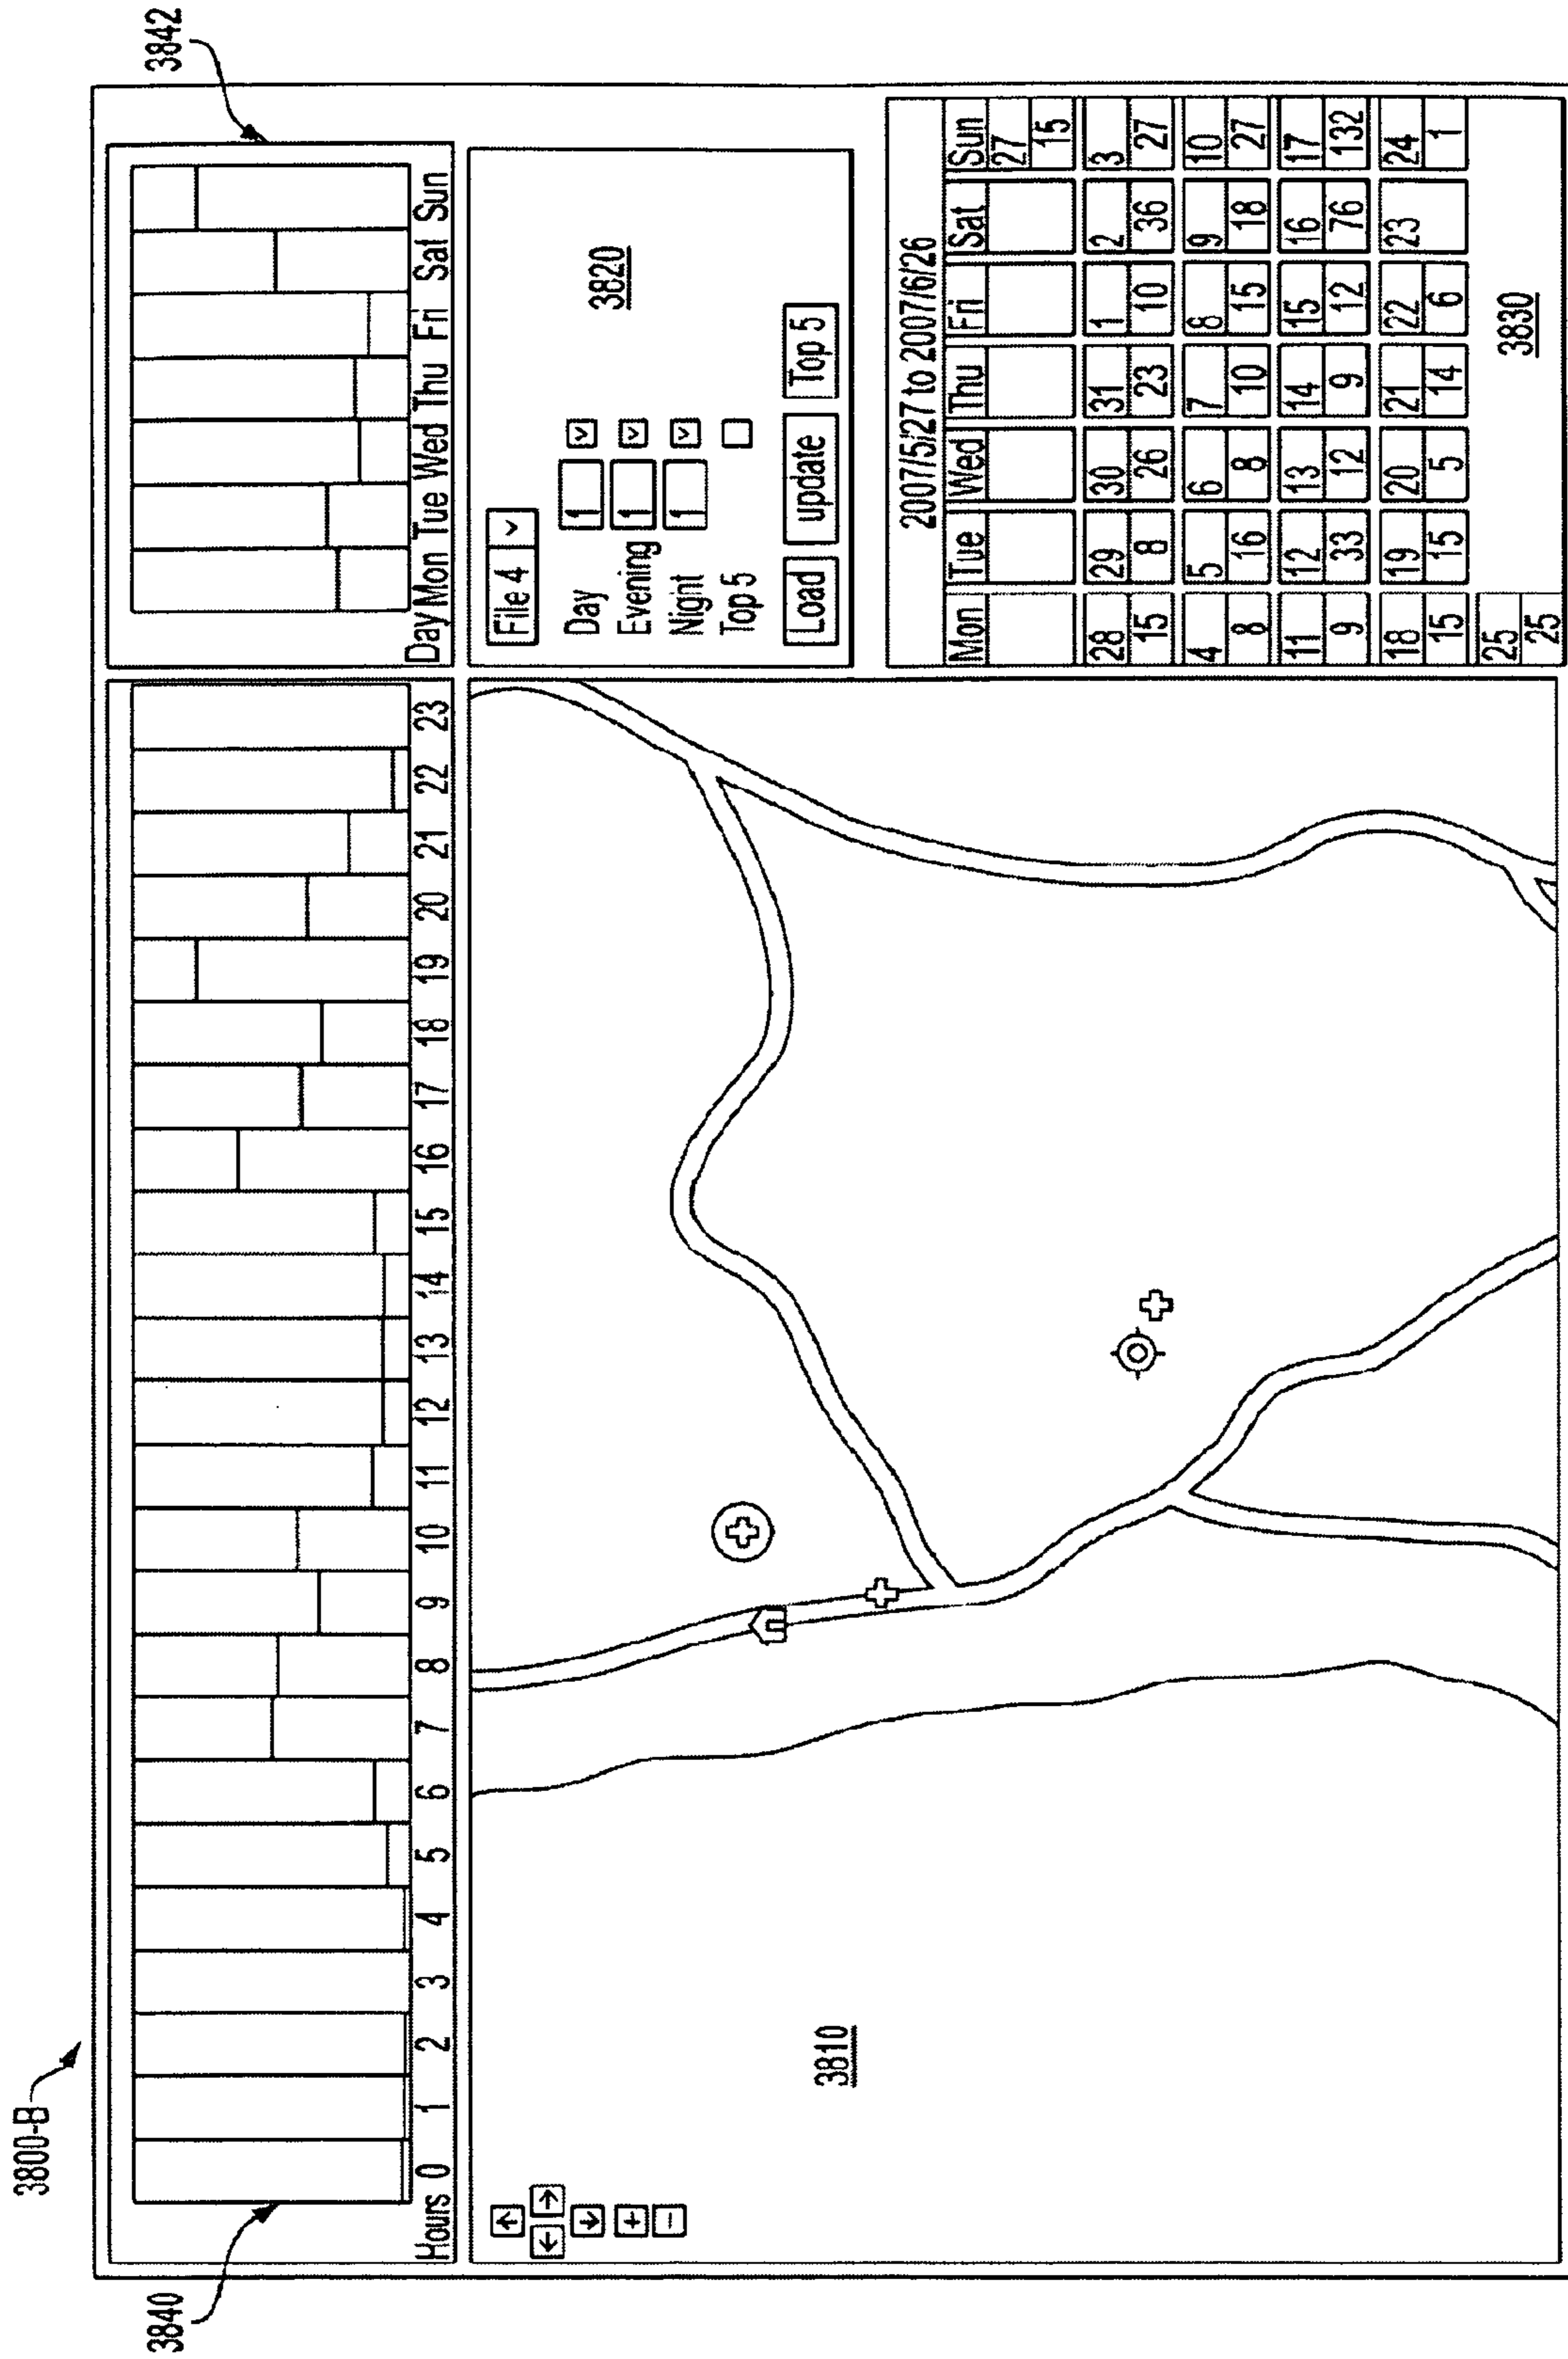 3800-B
3840
3842
Hours 0 1 2 3 4 5 6 7 8 9 10 11 12 13 14 15 16 17 18 19 20 21 22 23
Day Mon Tue Wed Thu Fri Sat Sun
3810
File 4
Day 1
Evening 1
Night 1
Top 5
Load update Top 5
3820
2007/5/27 to 2007/6/26
Mon Tue Wed Thu Fri Sat Sun
27
15
28 29 30 31 1 2 3
15 8 26 23 10 36 27
4 5 6 7 8 9 10
8 16 8 10 15 18 27
11 12 13 14 15 16 17
9 33 12 9 12 76 132
18 19 20 21 22 23 24
15 15 5 14 6 1
25
25
3830